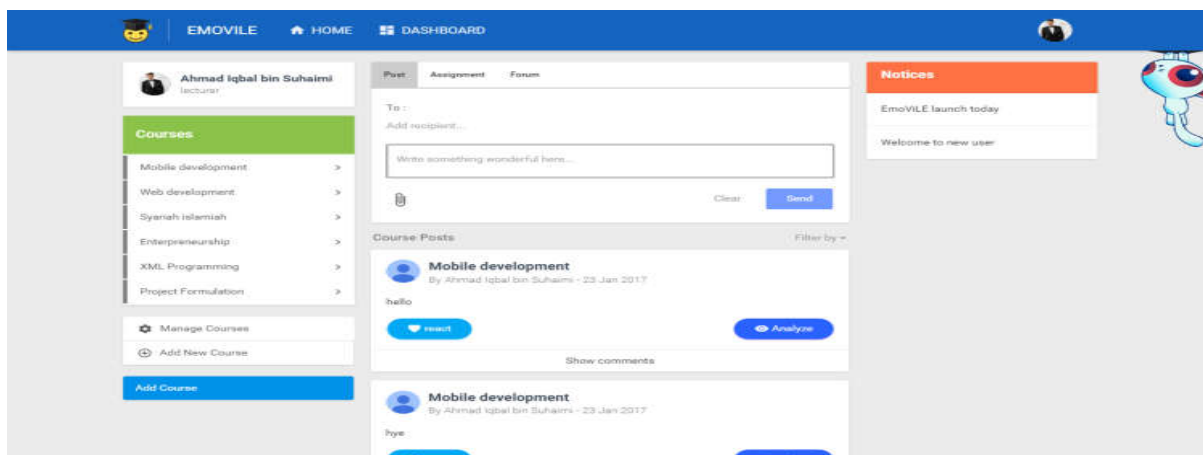 EMOVILE HOME DASHBOARD
Ahmad Iqbal bin Suhaimi
lecturer
Courses
Mobile development >
Web development >
Syariah islamiah >
Enterpreneurship >
XML Programming >
Project Formulation >
Manage Courses
Add New Course
Add Course
Post Assignment Forum
To :
Add recipient...
Write something wonderful here...
Clear Send
Course Posts Filter by
Mobile development
By Ahmad Iqbal bin Suhaimi - 23 Jan 2017
hello
react Analyze
Show comments
Mobile development
By Ahmad Iqbal bin Suhaimi - 23 Jan 2017
hye
Notices
EmoViLE launch today
Welcome to new user